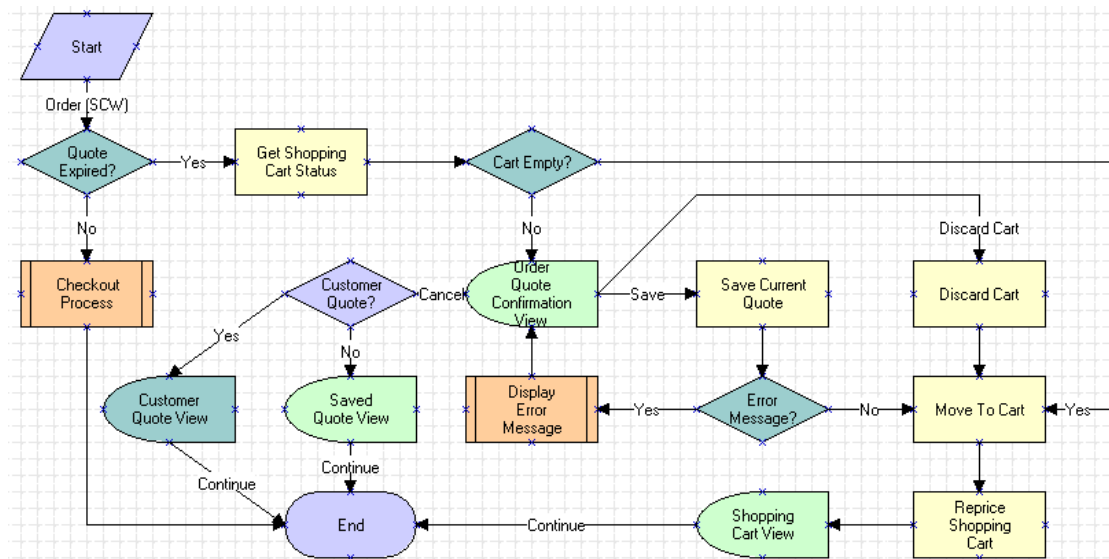 Start
Order (SCW)
Quote
Expired?
Yes
Get Shopping
Cart Status
Cart Empty?
No
No
Discard Cart
Checkout
Process
Customer
Quote?
Cancel
Order
Quote
Confirmation
View
Save
Save Current
Quote
Discard Cart
Yes
No
Customer
Quote View
Saved
Quote View
Display
Error
Message
Yes
Error
Message?
No
Move To Cart
Yes
Continue
Continue
End
Continue
Shopping
Cart View
Reprice
Shopping
Cart